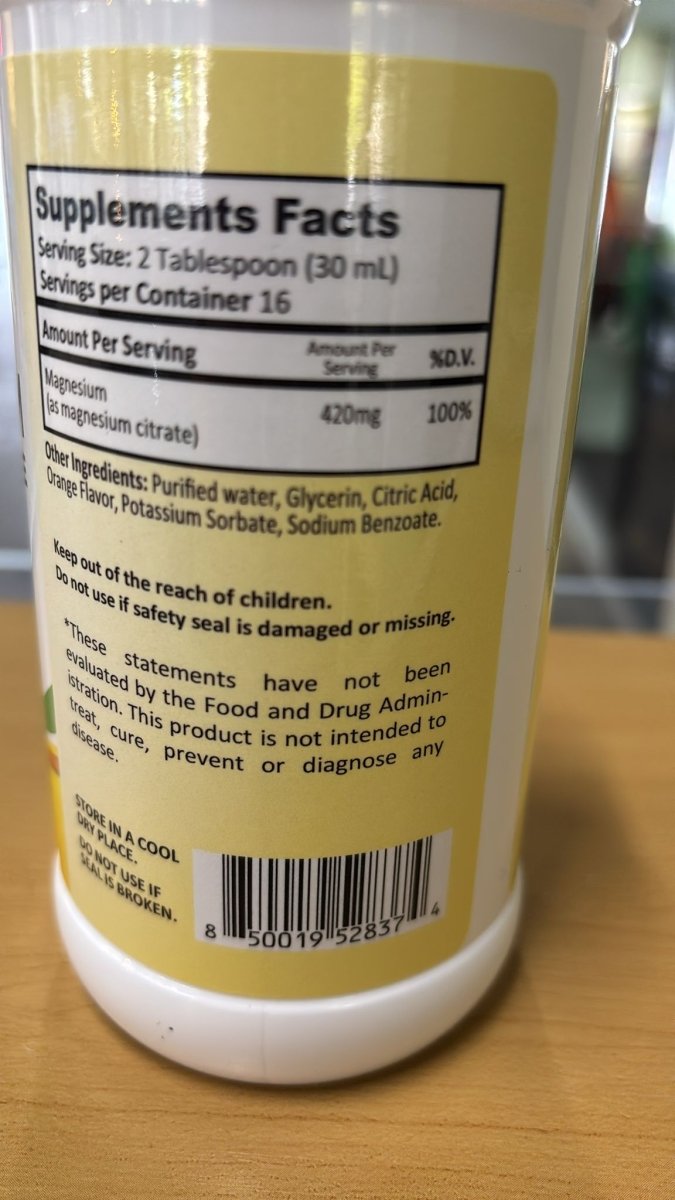 Supplements Facts
Serving Size: 2 Tablespoon (30 mL)
Servings per Container 16
Amount Per Serving Amount Per Serving %D.V.
Magnesium
(as magnesium citrate) 420mg 100%
Other Ingredients: Purified water, Glycerin, Citric Acid,
Orange Flavor, Potassium Sorbate, Sodium Benzoate.
Keep out of the reach of children.
Do not use if safety seal is damaged or missing.
*These statements have not been
evaluated by the Food and Drug Admin-
istration. This product is not intended to
treat, cure, prevent or diagnose any
disease.
STORE IN A COOL
DRY PLACE.
DO NOT USE IF
SEAL IS BROKEN.
8 50019 52837 4